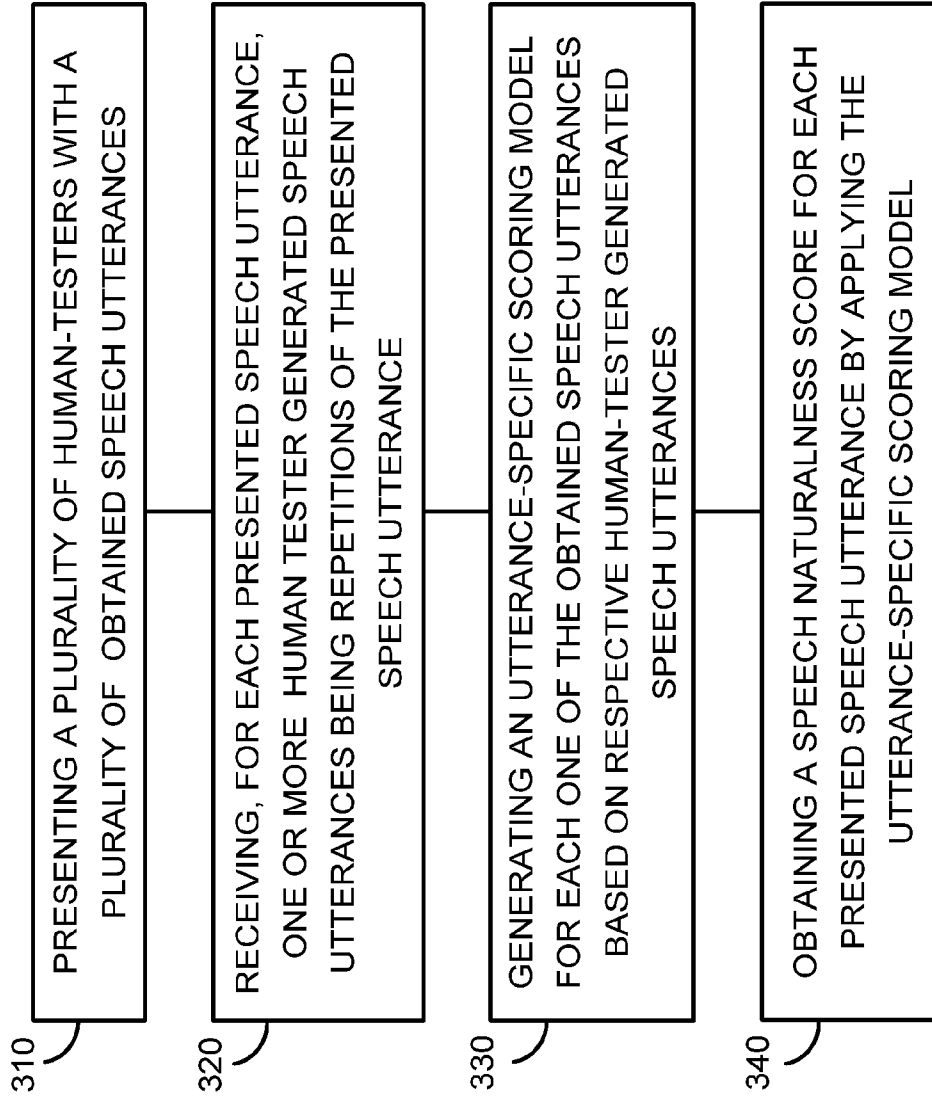 310
PRESENTING A PLURALITY OF HUMAN-TESTERS WITH A
PLURALITY OF OBTAINED SPEECH UTTERANCES
320
RECEIVING, FOR EACH PRESENTED SPEECH UTTERANCE,
ONE OR MORE HUMAN TESTER GENERATED SPEECH
UTTERANCES BEING REPETITIONS OF THE PRESENTED
SPEECH UTTERANCE
330
GENERATING AN UTTERANCE-SPECIFIC SCORING MODEL
FOR EACH ONE OF THE OBTAINED SPEECH UTTERANCES
BASED ON RESPECTIVE HUMAN-TESTER GENERATED
SPEECH UTTERANCES
340
OBTAINING A SPEECH NATURALNESS SCORE FOR EACH
PRESENTED SPEECH UTTERANCE BY APPLYING THE
UTTERANCE-SPECIFIC SCORING MODEL